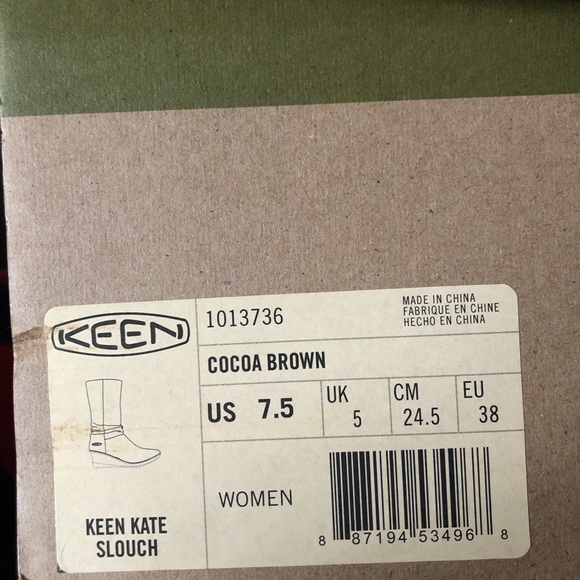 KEEN
1013736
MADE IN CHINA
FABRIQUE EN CHINE
HECHO EN CHINA
COCOA BROWN
US 7.5
UK 5
CM 24.5
EU 38
KEEN KATE
SLOUCH
WOMEN
8 87194 53496 8